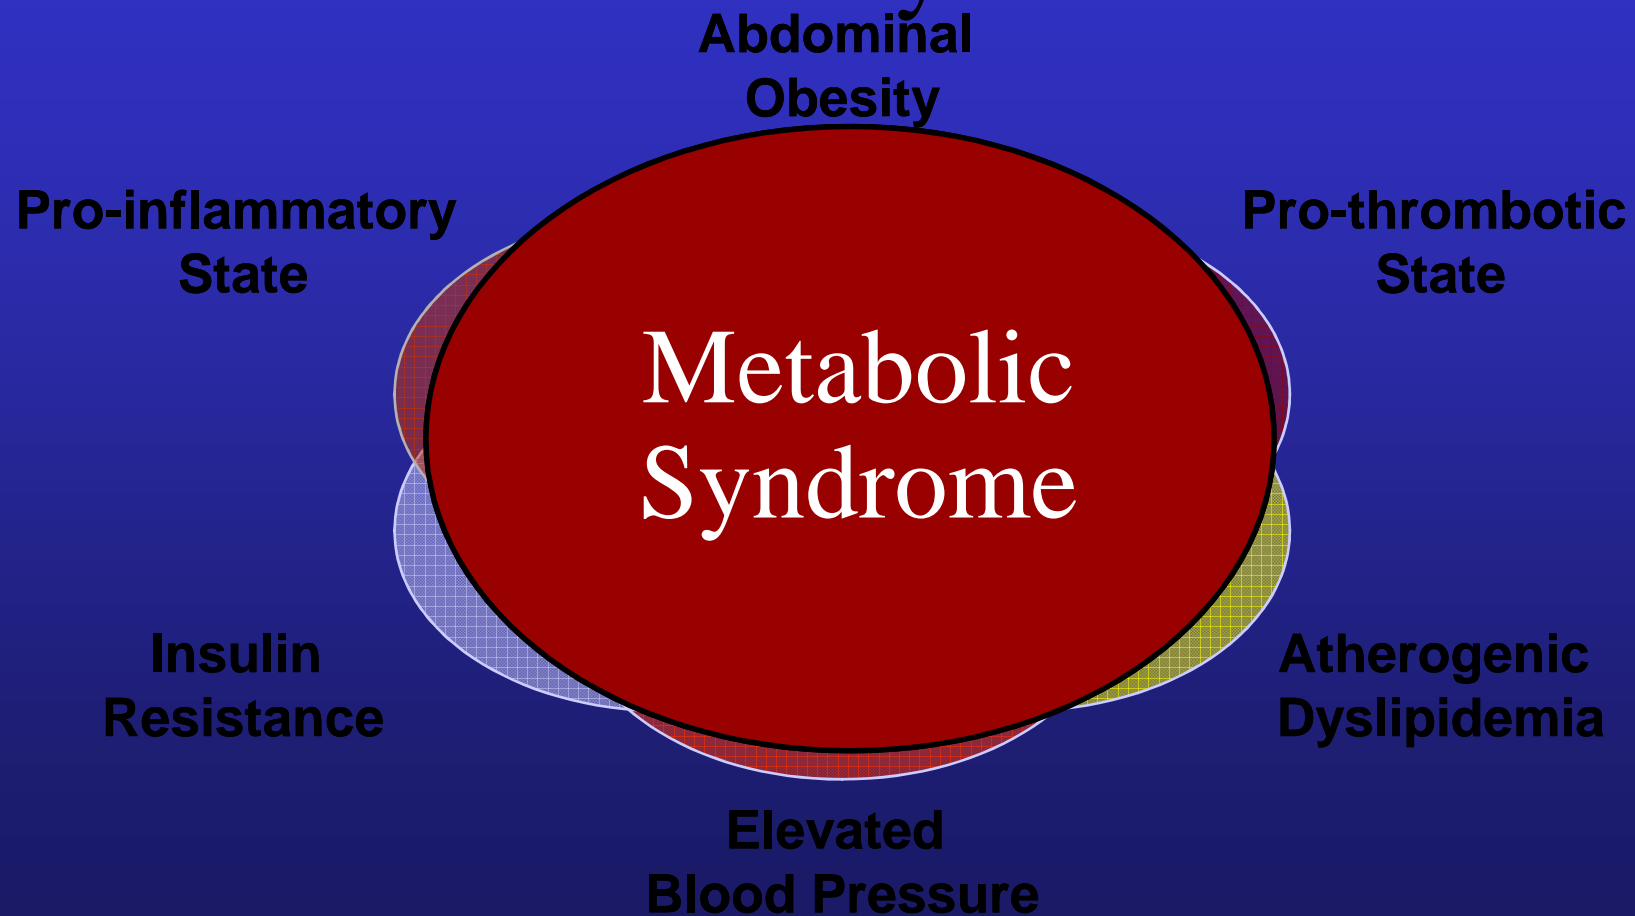 Abdominal
Obesity
Pro-inflammatory
State
Pro-thrombotic
State
Metabolic
Syndrome
Insulin
Resistance
Atherogenic
Dyslipidemia
Elevated
Blood Pressure